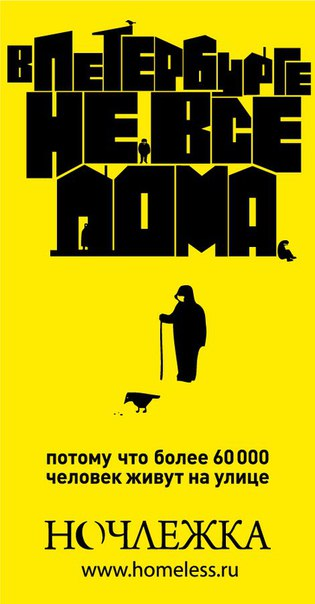 В ПЕТЕРБУРГЕ
НЕ ВСЕ
ДОМА
потому что более 60 000
человек живут на улице
НОЧЛЕЖКА
www.homeless.ru